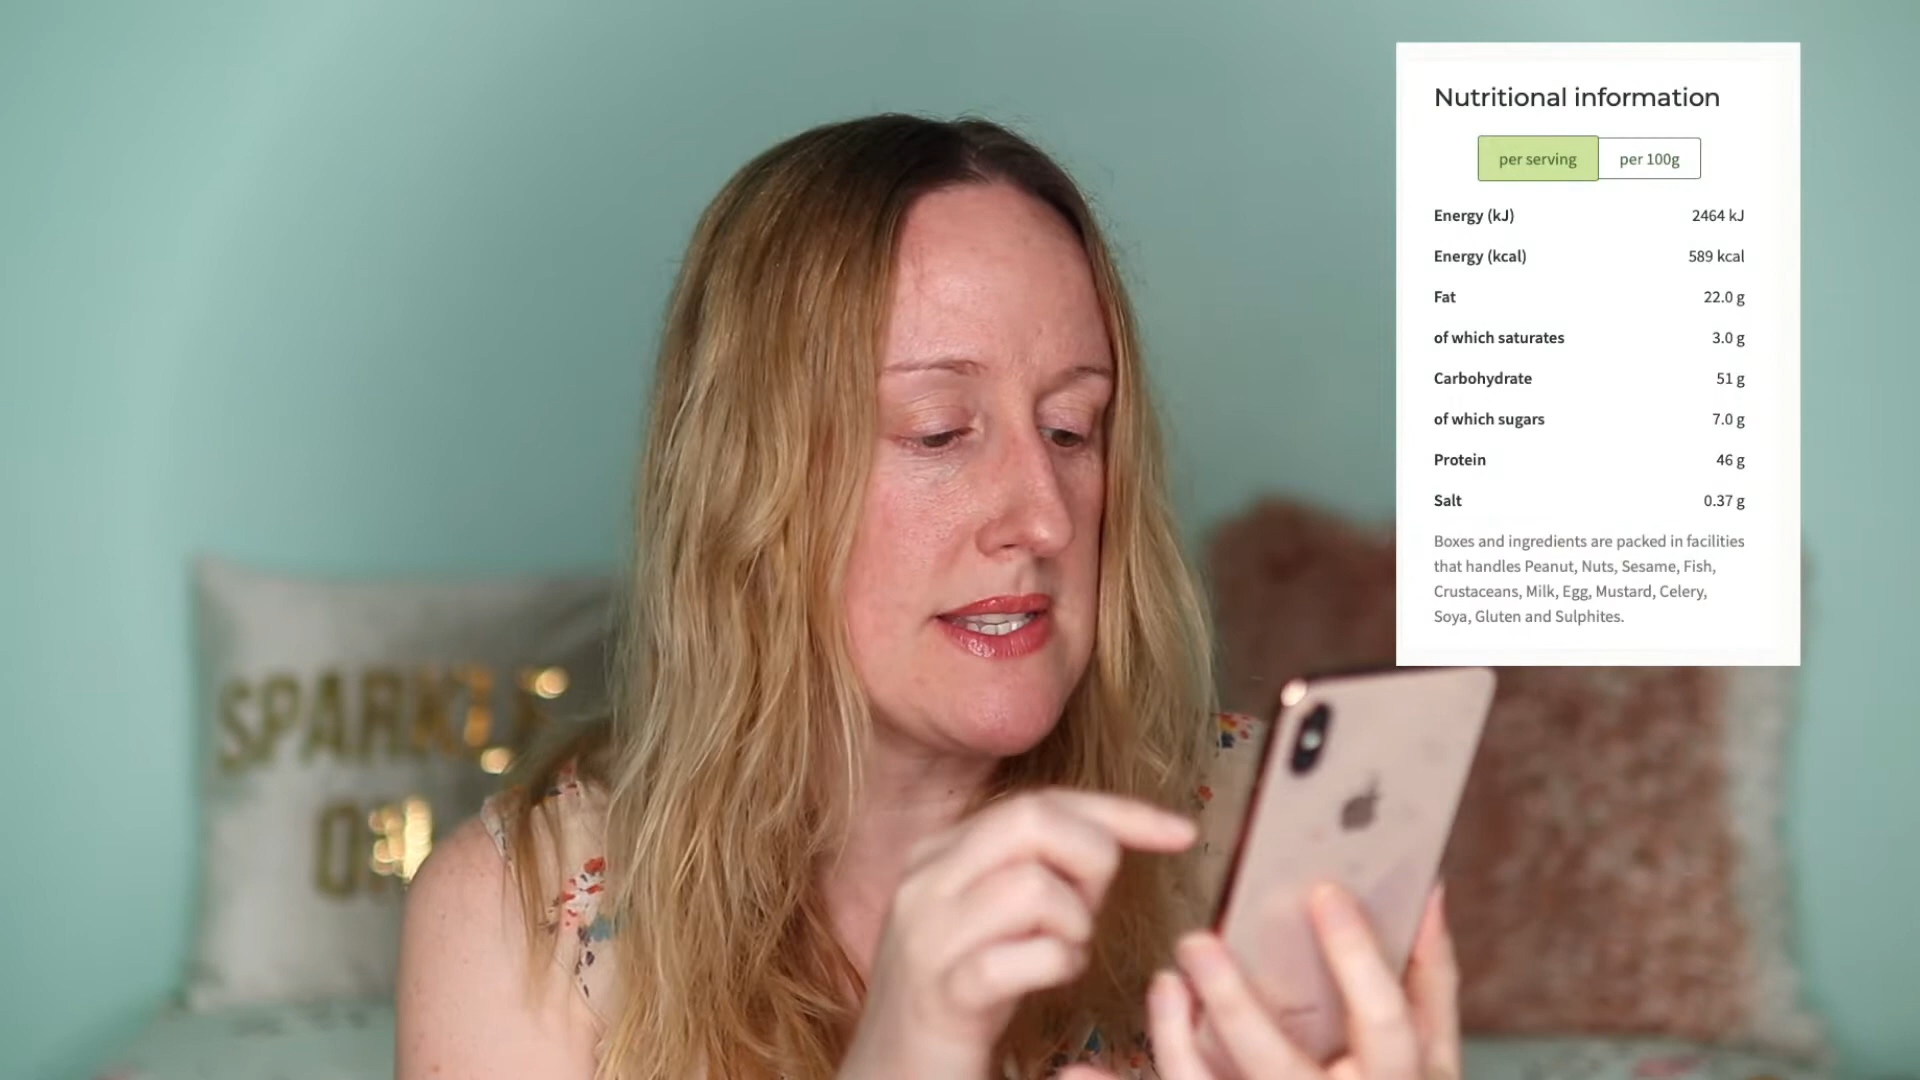 Nutritional information
per serving per 100g
Energy (kJ) 2464 kJ
Energy (kcal) 589 kcal
Fat 22.0 g
of which saturates 3.0 g
Carbohydrate 51 g
of which sugars 7.0 g
Protein 46 g
Salt 0.37 g
Boxes and ingredients are packed in facilities
that handles Peanut, Nuts, Sesame, Fish,
Crustaceans, Milk, Egg, Mustard, Celery,
Soya, Gluten and Sulphites.
SPARKLE
ON